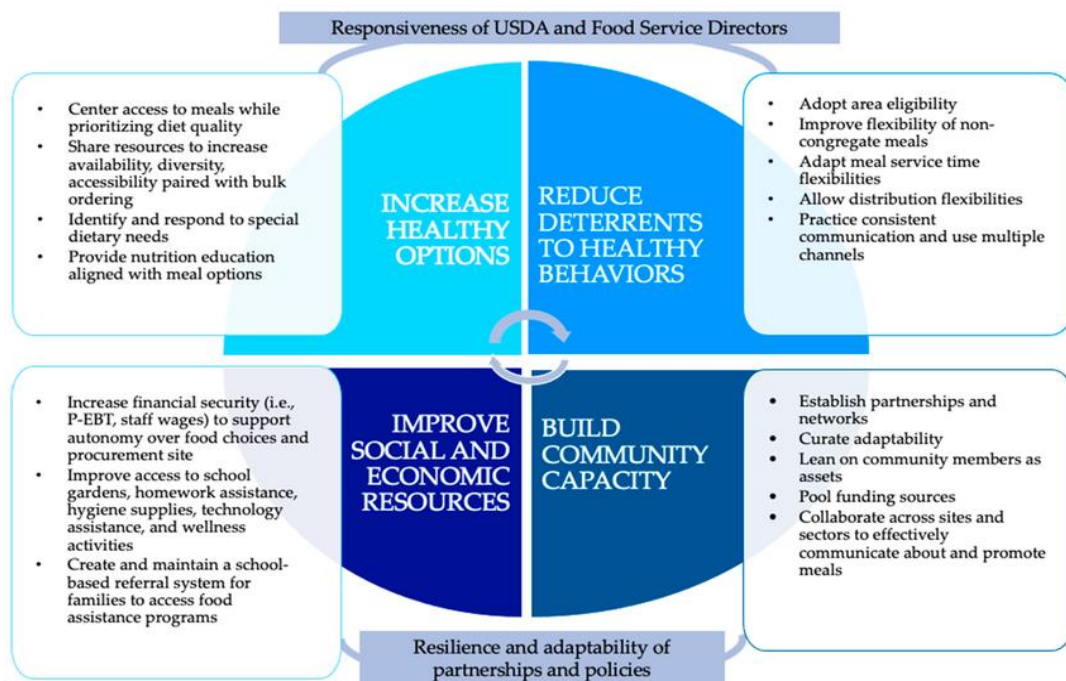 Responsiveness of USDA and Food Service Directors
• Center access to meals while
prioritizing diet quality
• Share resources to increase
availability, diversity,
accessibility paired with bulk
ordering
• Identify and respond to special
dietary needs
• Provide nutrition education
aligned with meal options
INCREASE
HEALTHY
OPTIONS
REDUCE
DETERRENTS
TO HEALTHY
BEHAVIORS
• Adopt area eligibility
• Improve flexibility of non-
congregate meals
• Adapt meal service time
flexibilities
• Allow distribution flexibilities
• Practice consistent
communication and use multiple
channels
• Increase financial security (i.e.,
P-EBT, staff wages) to support
autonomy over food choices and
procurement site
• Improve access to school
gardens, homework assistance,
hygiene supplies, technology
assistance, and wellness
activities
• Create and maintain a school-
based referral system for
families to access food
assistance programs
IMPROVE
SOCIAL AND
ECONOMIC
RESOURCES
BUILD
COMMUNITY
CAPACITY
• Establish partnerships and
networks
• Curate adaptability
• Lean on community members as
assets
• Pool funding sources
• Collaborate across sites and
sectors to effectively
communicate about and promote
meals
Resilience and adaptability of
partnerships and policies